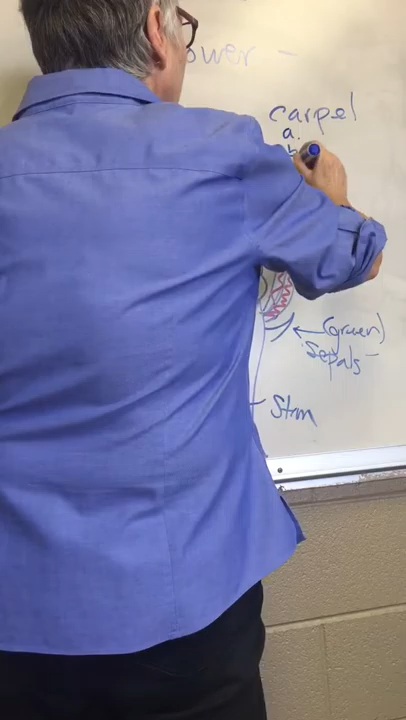 ower -
carpel
a.
b
(green)
Sepals -
Stem